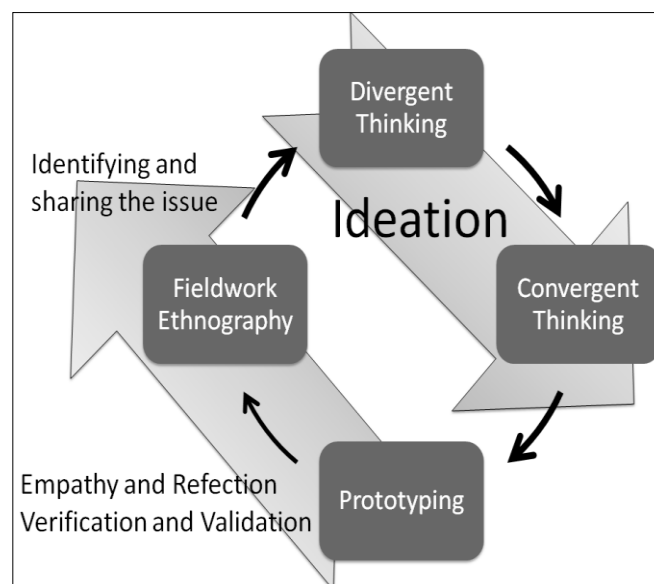 Divergent
Thinking
Identifying and
sharing the issue
Ideation
Fieldwork
Ethnography
Convergent
Thinking
Empathy and Refection
Verification and Validation
Prototyping